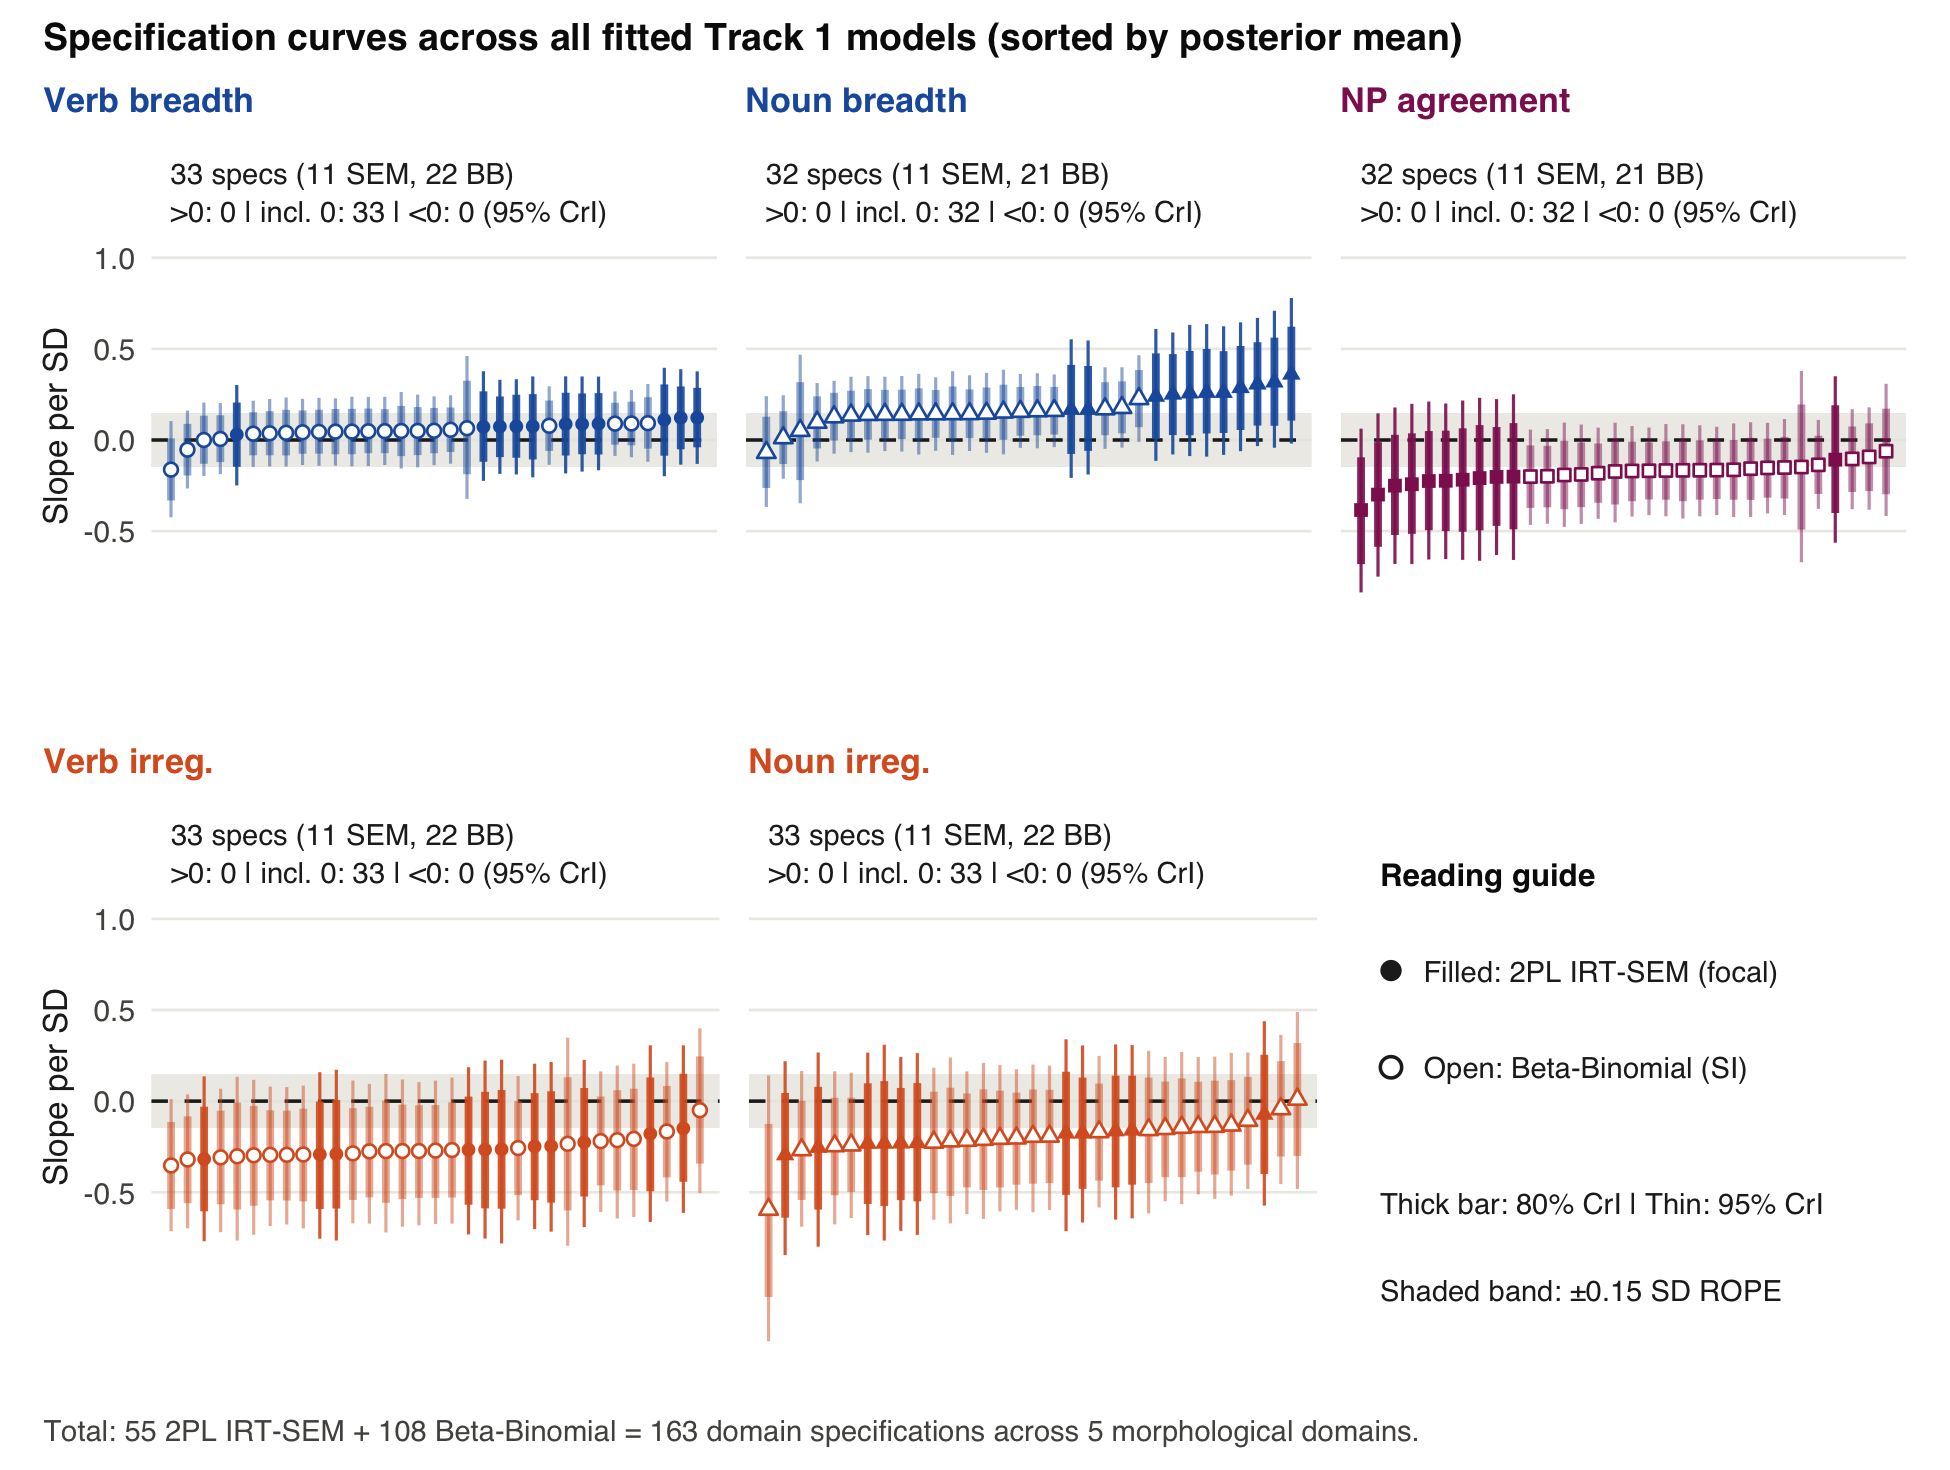 Specification curves across all fitted Track 1 models (sorted by posterior mean)
Verb breadth
33 specs (11 SEM, 22 BB)
>0: 0 | incl. 0: 33 | <0: 0 (95% CrI)
Noun breadth
32 specs (11 SEM, 21 BB)
>0: 0 | incl. 0: 32 | <0: 0 (95% CrI)
NP agreement
32 specs (11 SEM, 21 BB)
>0: 0 | incl. 0: 32 | <0: 0 (95% CrI)
Slope per SD
1.0
0.5
0.0
-0.5
Verb irreg.
33 specs (11 SEM, 22 BB)
>0: 0 | incl. 0: 33 | <0: 0 (95% CrI)
Noun irreg.
33 specs (11 SEM, 22 BB)
>0: 0 | incl. 0: 33 | <0: 0 (95% CrI)
Slope per SD
1.0
0.5
0.0
-0.5
Reading guide
Filled: 2PL IRT-SEM (focal)
Open: Beta-Binomial (SI)
Thick bar: 80% CrI | Thin: 95% CrI
Shaded band: ±0.15 SD ROPE
Total: 55 2PL IRT-SEM + 108 Beta-Binomial = 163 domain specifications across 5 morphological domains.